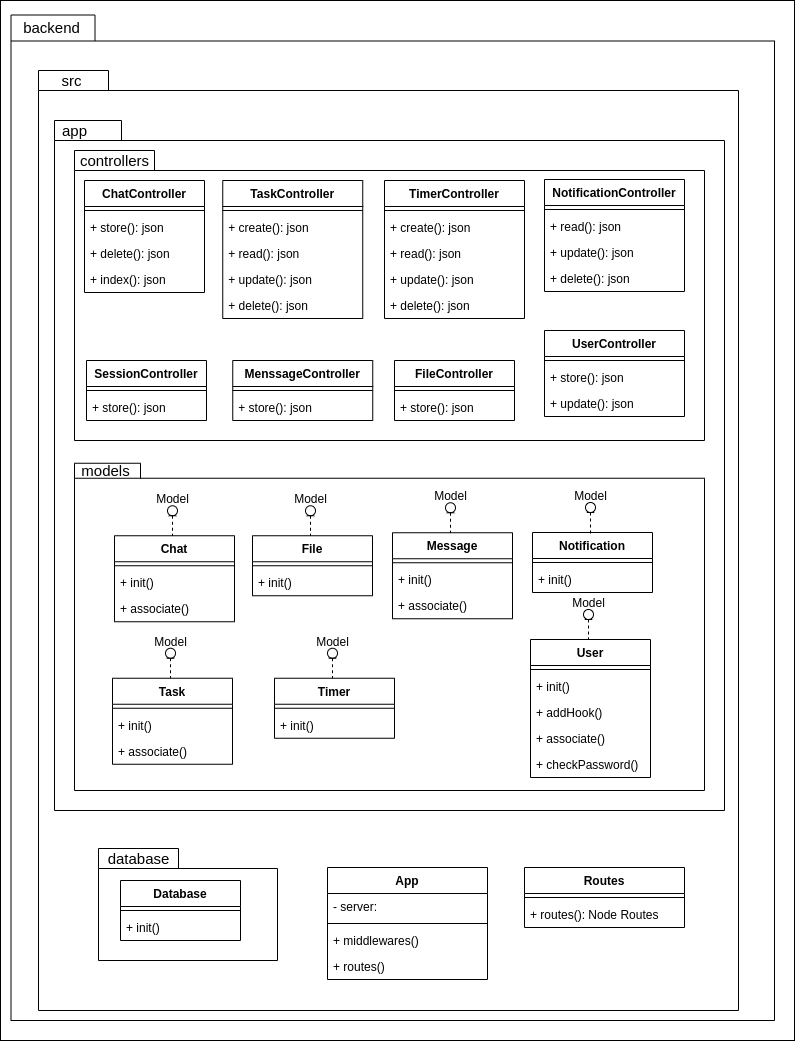 backend
src
app
controllers
ChatController
+ store(): json
+ delete(): json
+ index(): json
TaskController
+ create(): json
+ read(): json
+ update(): json
+ delete(): json
TimerController
+ create(): json
+ read(): json
+ update(): json
+ delete(): json
NotificationController
+ read(): json
+ update(): json
+ delete(): json
SessionController
+ store(): json
MenssageController
+ store(): json
FileController
+ store(): json
UserController
+ store(): json
+ update(): json
models
Model
Chat
+ init()
+ associate()
Model
File
+ init()
Model
Message
+ init()
+ associate()
Model
Notification
+ init()
Model
Task
+ init()
+ associate()
Model
Timer
+ init()
Model
User
+ init()
+ addHook()
+ associate()
+ checkPassword()
database
Database
+ init()
App
- server:
+ middlewares()
+ routes()
Routes
+ routes(): Node Routes